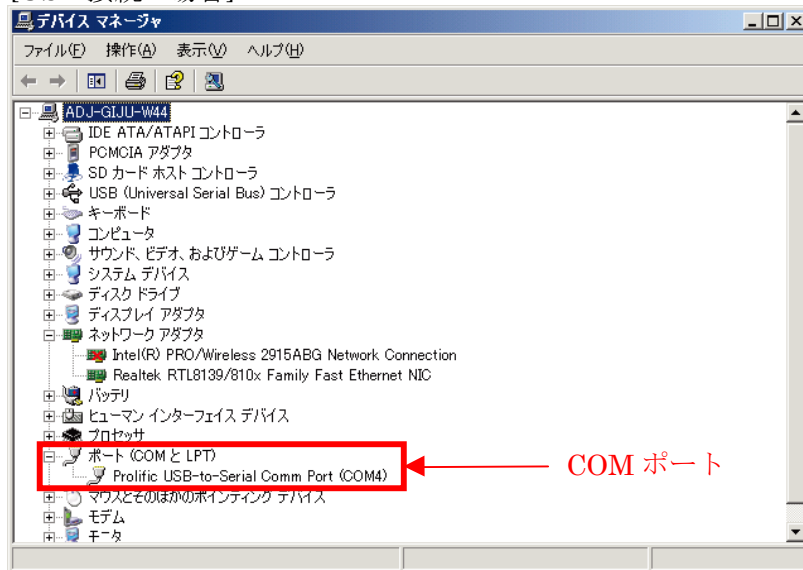 デバイス マネージャ
ファイル(F) 操作(A) 表示(V) ヘルプ(H)
ADJ-GIJU-W44
IDE ATA/ATAPI コントローラ
PCMCIA アダプタ
SD カード ホスト コントローラ
USB (Universal Serial Bus) コントローラ
キーボード
コンピュータ
サウンド、ビデオ、およびゲーム コントローラ
システム デバイス
ディスク ドライブ
ディスプレイ アダプタ
ネットワーク アダプタ
Intel(R) PRO/Wireless 2915ABG Network Connection
Realtek RTL8139/810x Family Fast Ethernet NIC
バッテリ
ヒューマン インターフェイス デバイス
プロセッサ
ポート (COM と LPT)
COM ポート
Prolific USB-to-Serial Comm Port (COM4)
マウスとそのほかのポインティング デバイス
モデム
モニタ